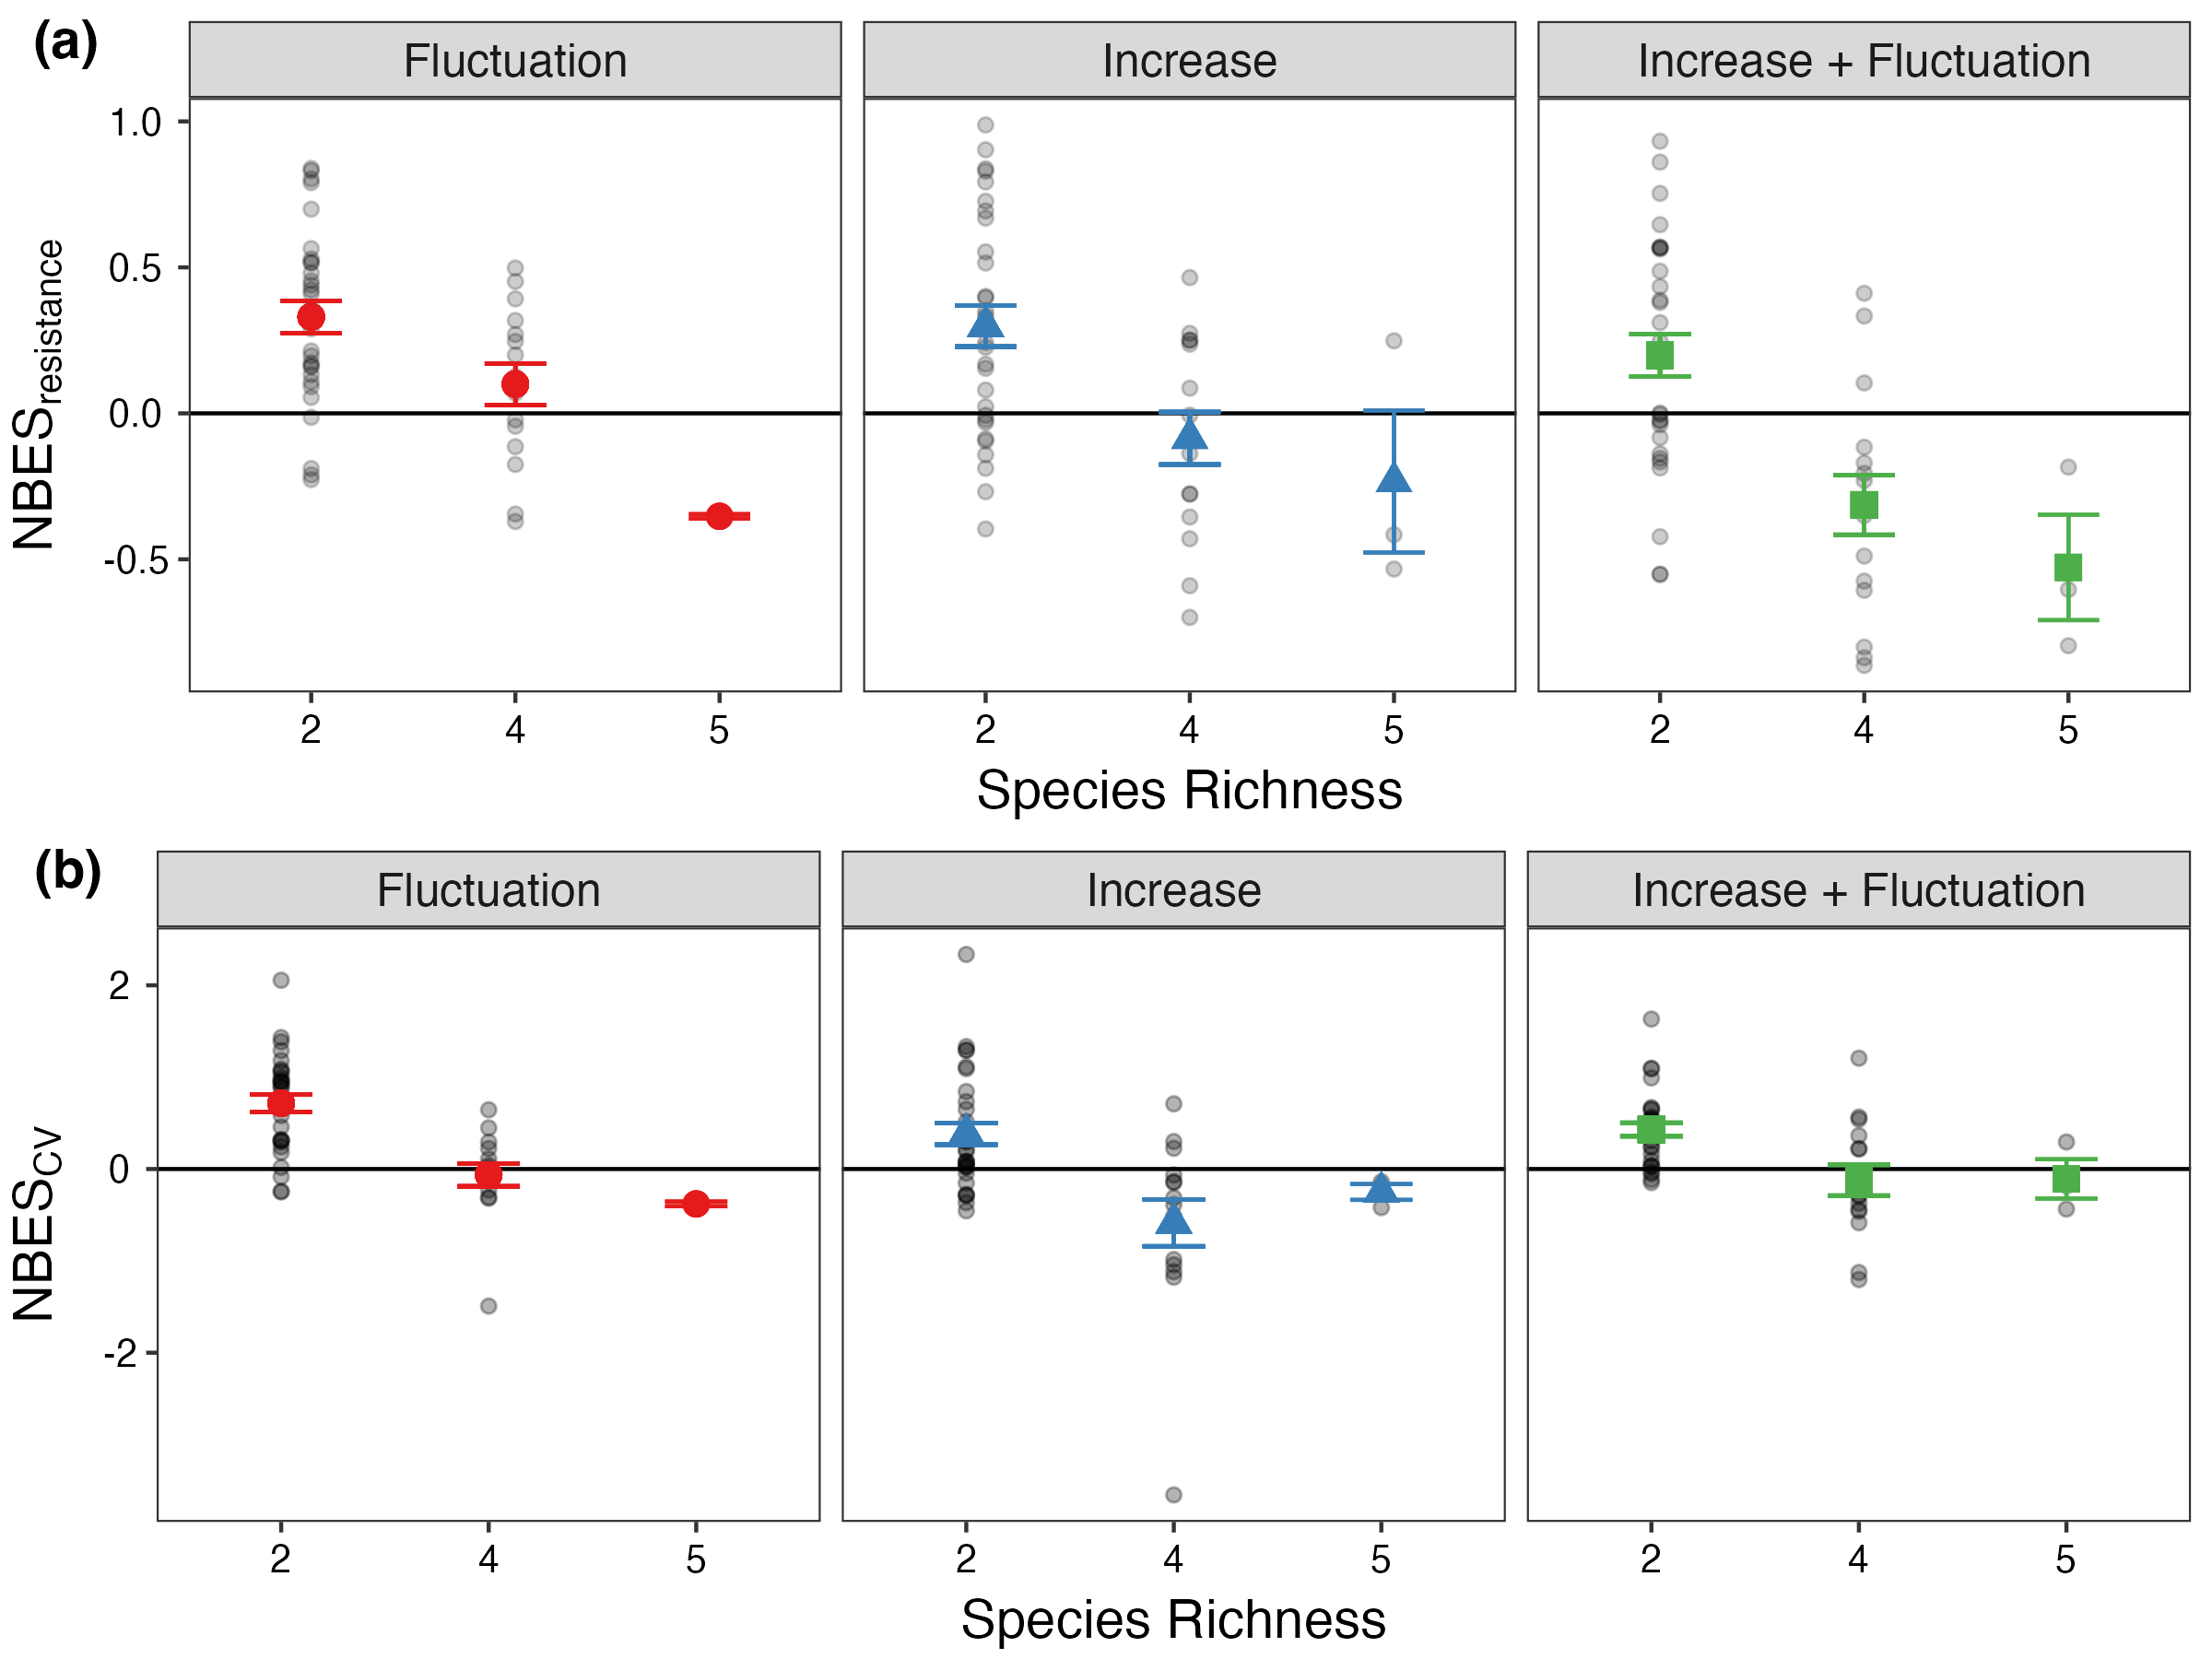 (a)
Fluctuation Increase Increase + Fluctuation
NBESresistance
1.0
0.5
0.0
-0.5
2 4 5 2 4 5 2 4 5
Species Richness
(b)
Fluctuation Increase Increase + Fluctuation
NBESCV
2
0
-2
2 4 5 2 4 5 2 4 5
Species Richness